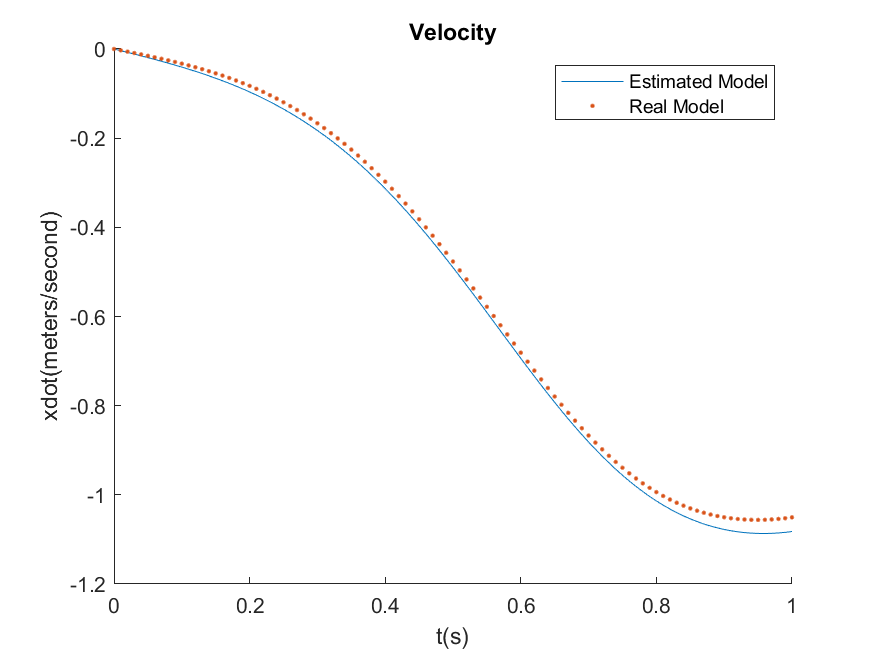 Velocity
Estimated Model
Real Model
0
-0.2
-0.4
-0.6
-0.8
-1
-1.2
xdot(meters/second)
0
0.2
0.4
0.6
0.8
1
t(s)